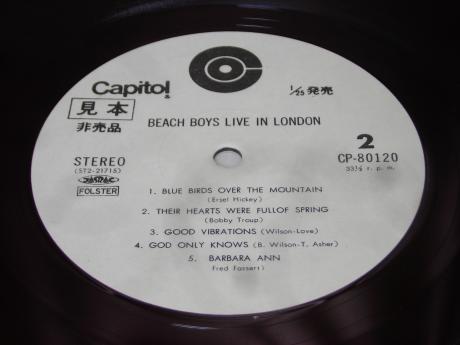 Capitol®
1/25 発売
見本
非売品
BEACH BOYS LIVE IN LONDON
STEREO
(ST2-21715)
FOLSTER
2
CP-80120
33⅓ r. p. m.
1. BLUE BIRDS OVER THE MOUNTAIN
(Ersel Hickey)
2. THEIR HEARTS WERE FULLOF SPRING
(Bobby Troup)
3. GOOD VIBRATIONS (Wilson-Love)
4. GOD ONLY KNOWS (B. Wilson-T. Asher)
5. BARBARA ANN
Fred Fassert)